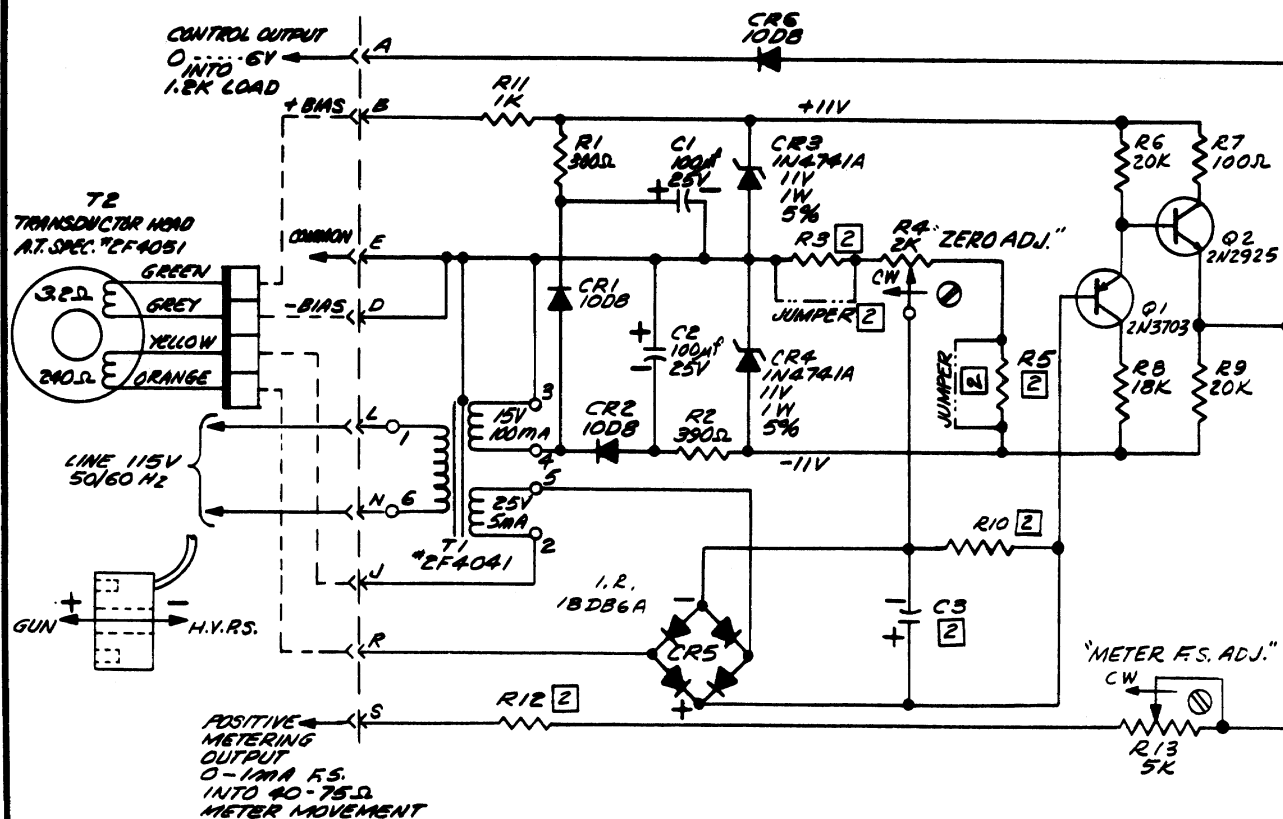 CONTROL OUTPUT
0 ····· 6V
INTO
1.2K LOAD
A
CR6
10DB
+BIAS
B
R11
1K
+11V
R1
C1
100µf
25V
+
-
CR3
1N4741A
11V
1W
5%
R6
20K
R7
100Ω
T2
TRANSDUCTOR HEAD
A.T. SPEC. #2F4051
COMMON
E
R3 2
R4
2K
"ZERO ADJ."
Q2
2N2925
GREEN
3.2Ω
GREY
-BIAS
D
CR1
10DB
CW
JUMPER 2
Q1
2N3703
YELLOW
240Ω
ORANGE
+
C2
100µf
25V
-
CR4
1N4741A
11V
1W
5%
JUMPER
2
R5
2
R8
18K
R9
20K
L
1
15V
100MA
3
4
CR2
10DB
R2
390Ω
-11V
LINE 115V
50/60 Hz
N
6
25V
5MA
5
2
T1
#2F4041
R10 2
J
I.R.
18DB6A
-
CR5
+
-
C3
2
+
GUN
+
-
H.V.P.S.
R
"METER F.S. ADJ."
CW
S
R12 2
R13
5K
POSITIVE
METERING
OUTPUT
0-1MA F.S.
INTO 40-75Ω
METER MOVEMENT